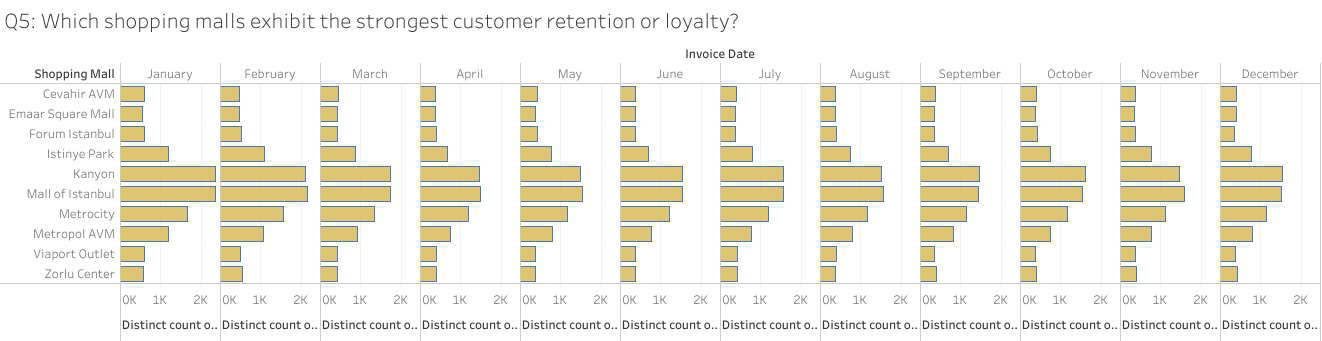 Q5: Which shopping malls exhibit the strongest customer retention or loyalty?
Invoice Date
Shopping Mall January February March April May June July August September October November December
Cevahir AVM
Emaar Square Mall
Forum Istanbul
Istinye Park
Kanyon
Mall of Istanbul
Metrocity
Metropol AVM
Viaport Outlet
Zorlu Center
0K 1K 2K 0K 1K 2K 0K 1K 2K 0K 1K 2K 0K 1K 2K 0K 1K 2K 0K 1K 2K 0K 1K 2K 0K 1K 2K 0K 1K 2K 0K 1K 2K 0K 1K 2K
Distinct count o.. Distinct count o.. Distinct count o.. Distinct count o.. Distinct count o.. Distinct count o.. Distinct count o.. Distinct count o.. Distinct count o.. Distinct count o.. Distinct count o.. Distinct count o..